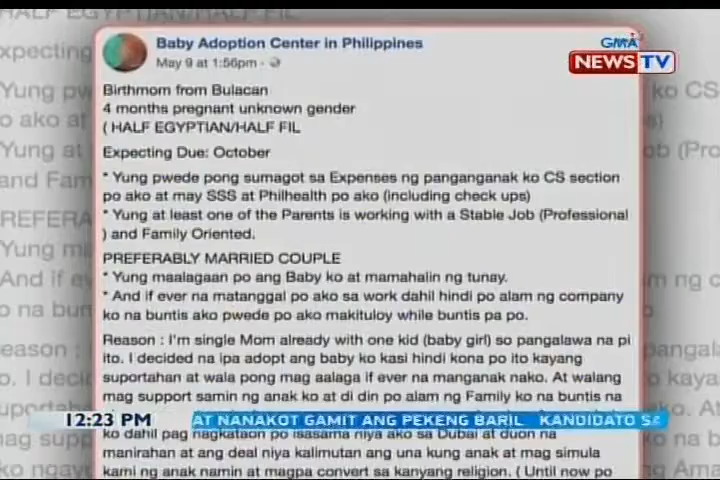 Baby Adoption Center in Philippines
May 9 at 1:56pm
GMA
NEWS TV
Birthmom from Bulacan
4 months pregnant unknown gender
( HALF EGYPTIAN/HALF FIL
Expecting Due: October
* Yung pwede pong sumagot sa Expenses ng panganganak ko CS section
po ako at may SSS at Philhealth po ako (including check ups)
* Yung at least one of the Parents is working with a Stable Job (Professional
) and Family Oriented.
PREFERABLY MARRIED COUPLE
* Yung maalagaan po ang Baby ko at mamahalin ng tunay.
* And if ever na matanggal po ako sa work dahil hindi po alam ng company
ko na buntis ako pwede po ako makituloy while buntis pa po.
Reason : I'm single Mom already with one kid (baby girl) so pangalawa na pi
ito. I decided na ipa adopt ang baby ko kasi hindi kona po ito kayang
suportahan at wala pong mag aalaga if ever na manganak nako. At walang
mag support samin ng anak ko at di din po alam ng Family ko na buntis na
12:23 PM
AT NANAKOT GAMIT ANG PEKENG BARIL KANDIDATO SA
ko dahil pag nagkataon po isasama niya ako sa Dubai at duon na
manirahan at ang deal niya kalimutan ang una kung anak at mag simula
kami ng anak namin at magpa convert sa kanyang religion. ( Until now po